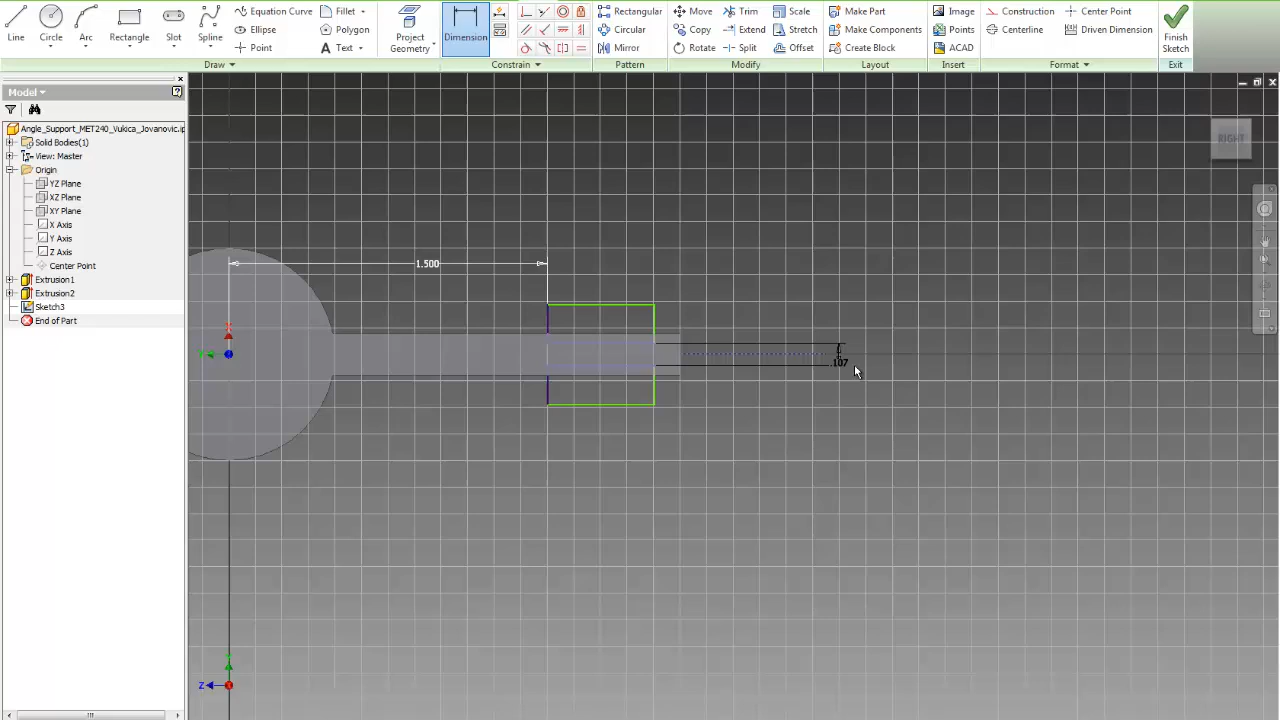 Line
Circle
Arc
Rectangle
Slot
Spline
Equation Curve
Ellipse
Point
Fillet
Polygon
Text
Project
Geometry
Dimension
Rectangular
Circular
Mirror
Move
Copy
Rotate
Trim
Extend
Split
Scale
Stretch
Offset
Make Part
Make Components
Create Block
Image
Points
ACAD
Construction
Centerline
Center Point
Driven Dimension
Finish
Sketch
Draw
Constrain
Pattern
Modify
Layout
Insert
Format
Exit
Model
Angle_Support_MET240_Vukica_Jovanovic.ip
Solid Bodies(1)
View: Master
Origin
YZ Plane
XZ Plane
XY Plane
X Axis
Y Axis
Z Axis
Center Point
Extrusion1
Extrusion2
Sketch3
End of Part
RIGHT
1.500
.107
X
Z